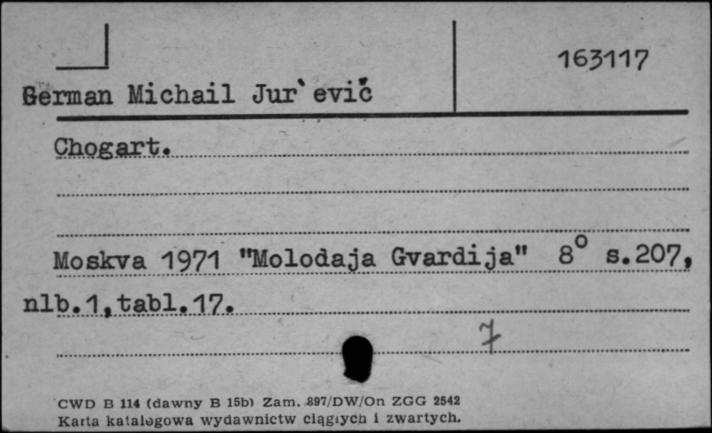 163117
German Michail Jur`evič
Chogart.
Moskva 1971 "Molodaja Gvardija" 8° s.207,
nlb.1,tabl.17.
7
CWD B 114 (dawny B 15b) Zam. 897/DW/On ZGG 2542
Karta katalogowa wydawnictw ciągłych i zwartych.